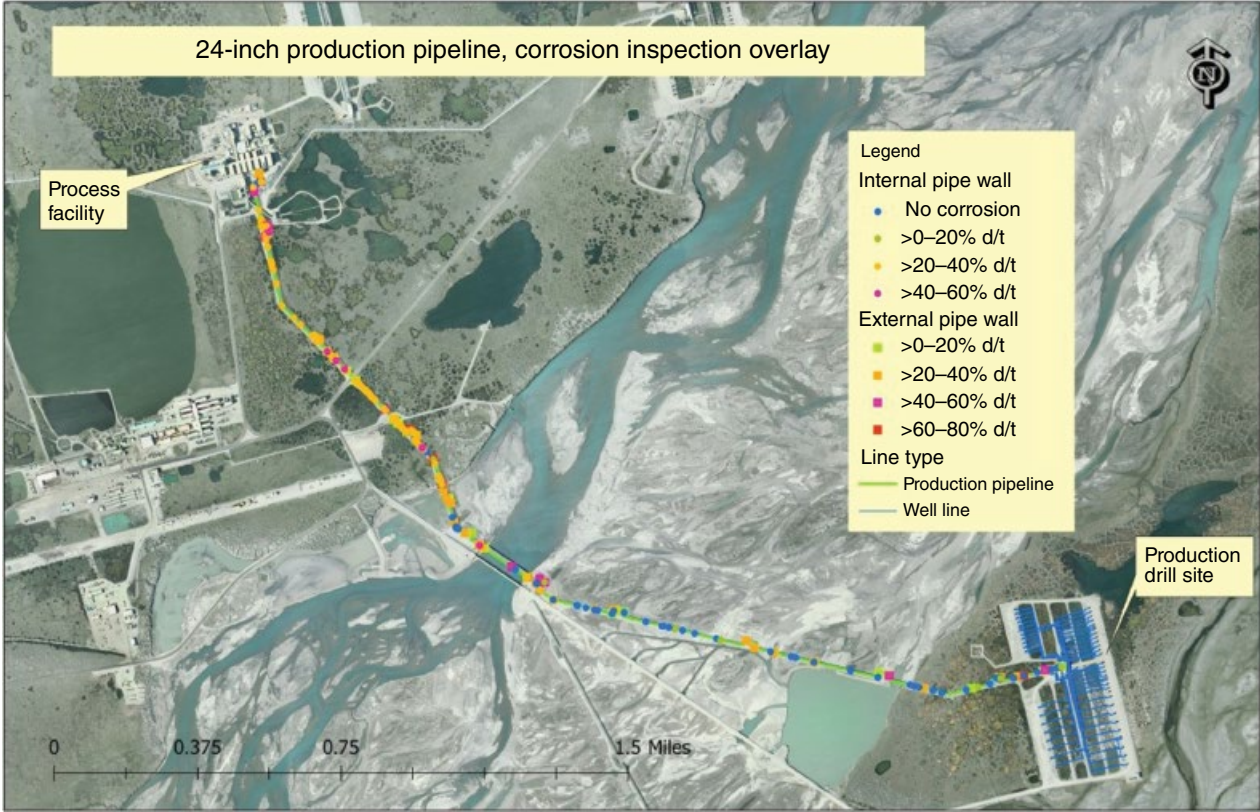 24-inch production pipeline, corrosion inspection overlay
N
Process
facility
Legend
Internal pipe wall
No corrosion
>0–20% d/t
>20–40% d/t
>40–60% d/t
External pipe wall
>0–20% d/t
>20–40% d/t
>40–60% d/t
>60–80% d/t
Line type
Production pipeline
Well line
Production
drill site
0 0.375 0.75 1.5 Miles